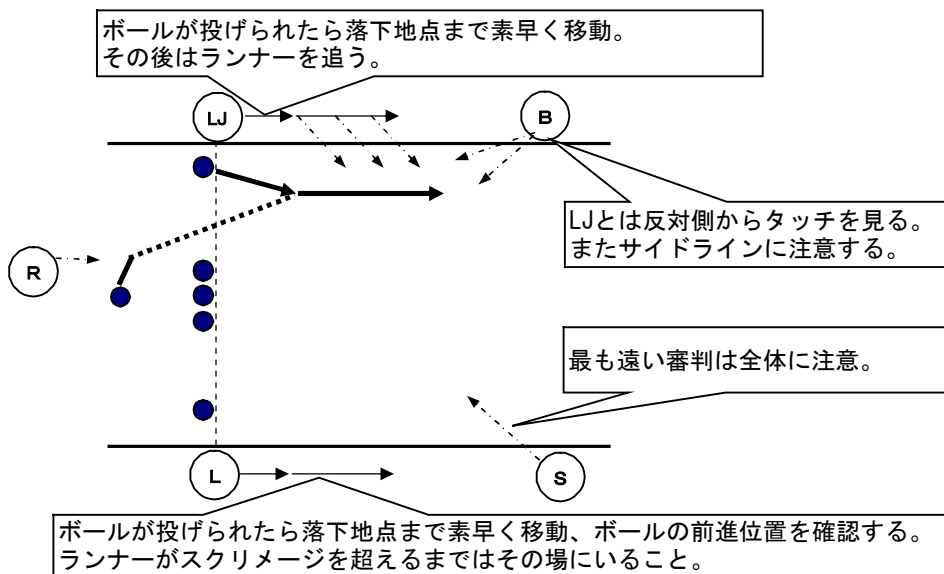 ボールが投げられたら落下地点まで素早く移動。
その後はランナーを追う。
LJ
B
LJとは反対側からタッチを見る。
またサイドラインに注意する。
R
最も遠い審判は全体に注意。
L
S
ボールが投げられたら落下地点まで素早く移動、ボールの前進位置を確認する。
ランナーがスクリメージを超えるまではその場にいること。